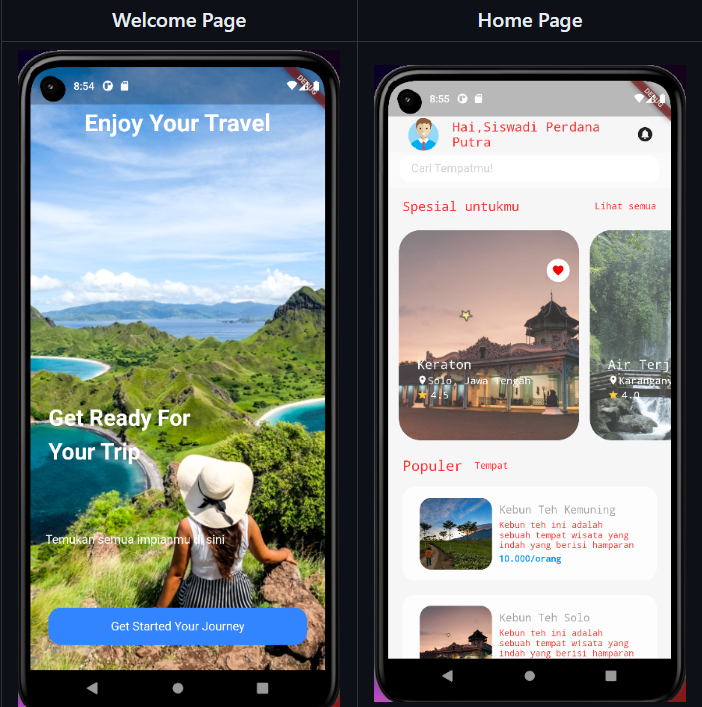 Welcome Page
Home Page
8:54
DEBUG
Enjoy Your Travel
Get Ready For
Your Trip
Temukan semua impianmu di sini
Get Started Your Journey
8:55
DEBUG
Hai,Siswadi Perdana
Putra
Cari Tempatmu!
Spesial untukmu
Lihat semua
Keraton
Solo, Jawa Tengah
4.5
Air Terj
Karangany
4.0
Populer
Tempat
Kebun Teh Kemuning
Kebun teh ini adalah
sebuah tempat wisata yang
indah yang berisi hamparan
10.000/orang
Kebun Teh Solo
Kebun teh ini adalah
sebuah tempat wisata yang
indah yang berisi hamparan